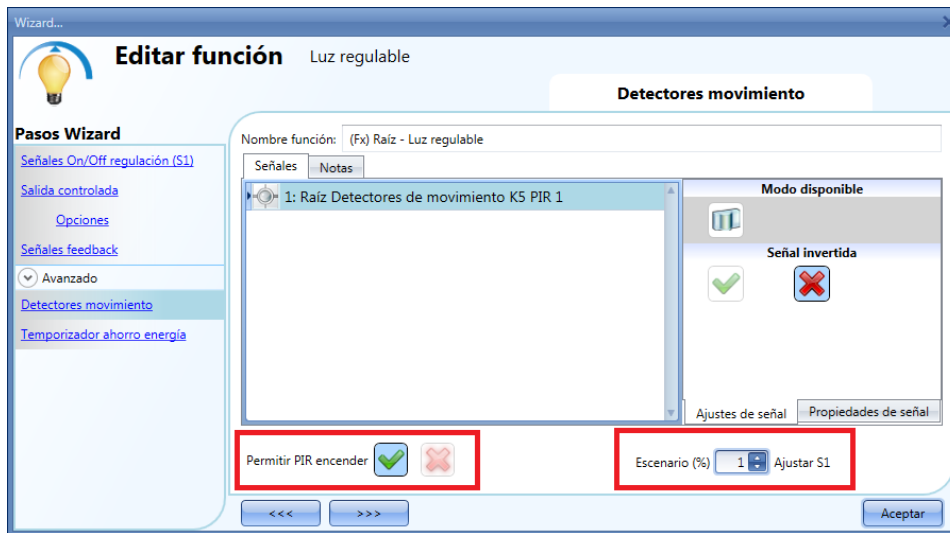 Wizard...
Editar función Luz regulable
Detectores movimiento
Pasos Wizard
Señales On/Off regulación (S1)
Salida controlada
Opciones
Señales feedback
Avanzado
Detectores movimiento
Temporizador ahorro energía
Nombre función: (Fx) Raíz - Luz regulable
Señales Notas
1: Raíz Detectores de movimiento K5 PIR 1
Modo disponible
Señal invertida
Ajustes de señal Propiedades de señal
Permitir PIR encender
Escenario (%) 1 Ajustar S1
<<< >>> Aceptar